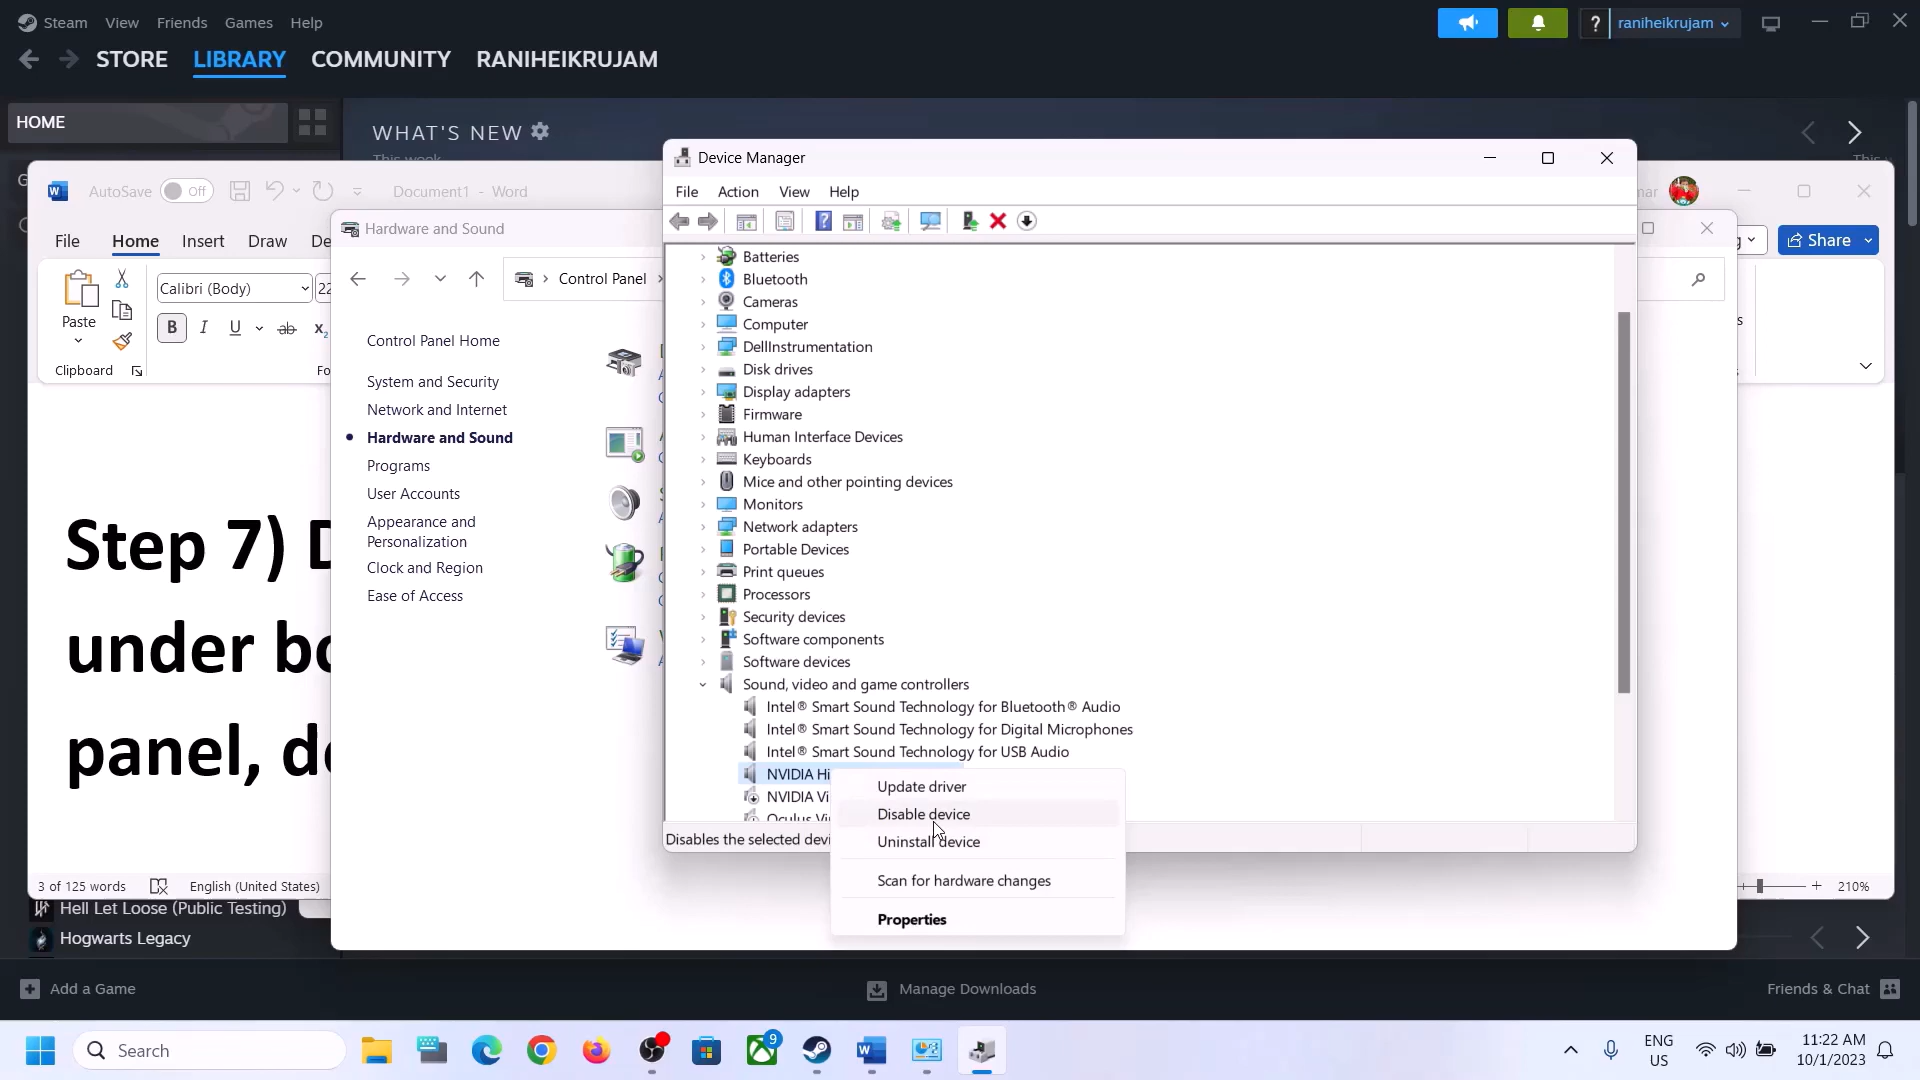 Steam View Friends Games Help
? raniheikrujam
STORE LIBRARY COMMUNITY RANIHEIKRUJAM
HOME
WHAT'S NEW
AutoSave Off Document1 - Word
File Home Insert Draw De
Share
Calibri (Body) 22
Paste
B I U ab x₂
Clipboard Fo
Step 7) D
under bo
panel, de
3 of 125 words English (United States)
210%
Hardware and Sound
Control Panel
Control Panel Home
System and Security
Network and Internet
Hardware and Sound
Programs
User Accounts
Appearance and
Personalization
Clock and Region
Ease of Access
Device Manager
File Action View Help
Batteries
Bluetooth
Cameras
Computer
DellInstrumentation
Disk drives
Display adapters
Firmware
Human Interface Devices
Keyboards
Mice and other pointing devices
Monitors
Network adapters
Portable Devices
Print queues
Processors
Security devices
Software components
Software devices
Sound, video and game controllers
Intel® Smart Sound Technology for Bluetooth® Audio
Intel® Smart Sound Technology for Digital Microphones
Intel® Smart Sound Technology for USB Audio
NVIDIA Hi
NVIDIA Vi
Oculus Vi
Disables the selected devi
Update driver
Disable device
Uninstall device
Scan for hardware changes
Properties
Hell Let Loose (Public Testing)
Hogwarts Legacy
Add a Game Manage Downloads Friends & Chat
Search
9
ENG
US
11:22 AM
10/1/2023